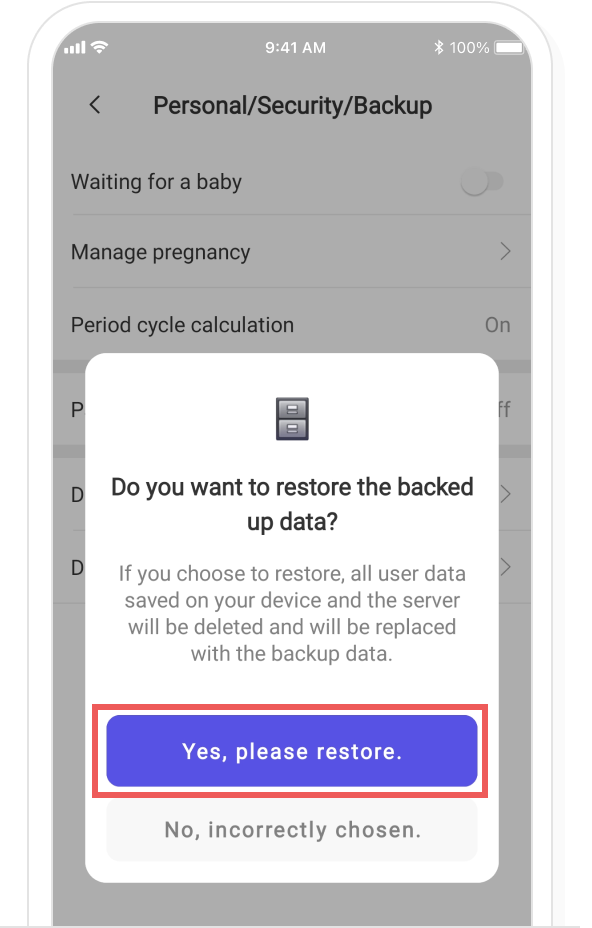 9:41 AM 100%
Personal/Security/Backup
Waiting for a baby
Manage pregnancy
Period cycle calculation On
P ff
D
D
Do you want to restore the backed
up data?
If you choose to restore, all user data
saved on your device and the server
will be deleted and will be replaced
with the backup data.
Yes, please restore.
No, incorrectly chosen.